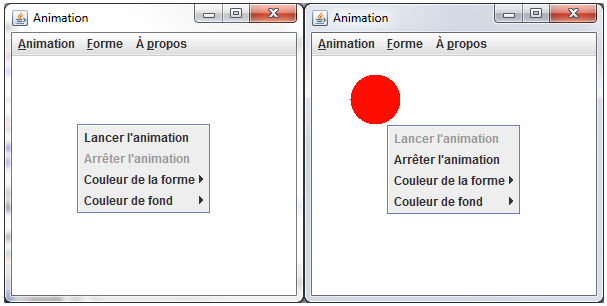 Animation
Animation Forme À propos
Lancer l'animation
Arrêter l'animation
Couleur de la forme
Couleur de fond
Animation
Animation Forme À propos
Lancer l'animation
Arrêter l'animation
Couleur de la forme
Couleur de fond